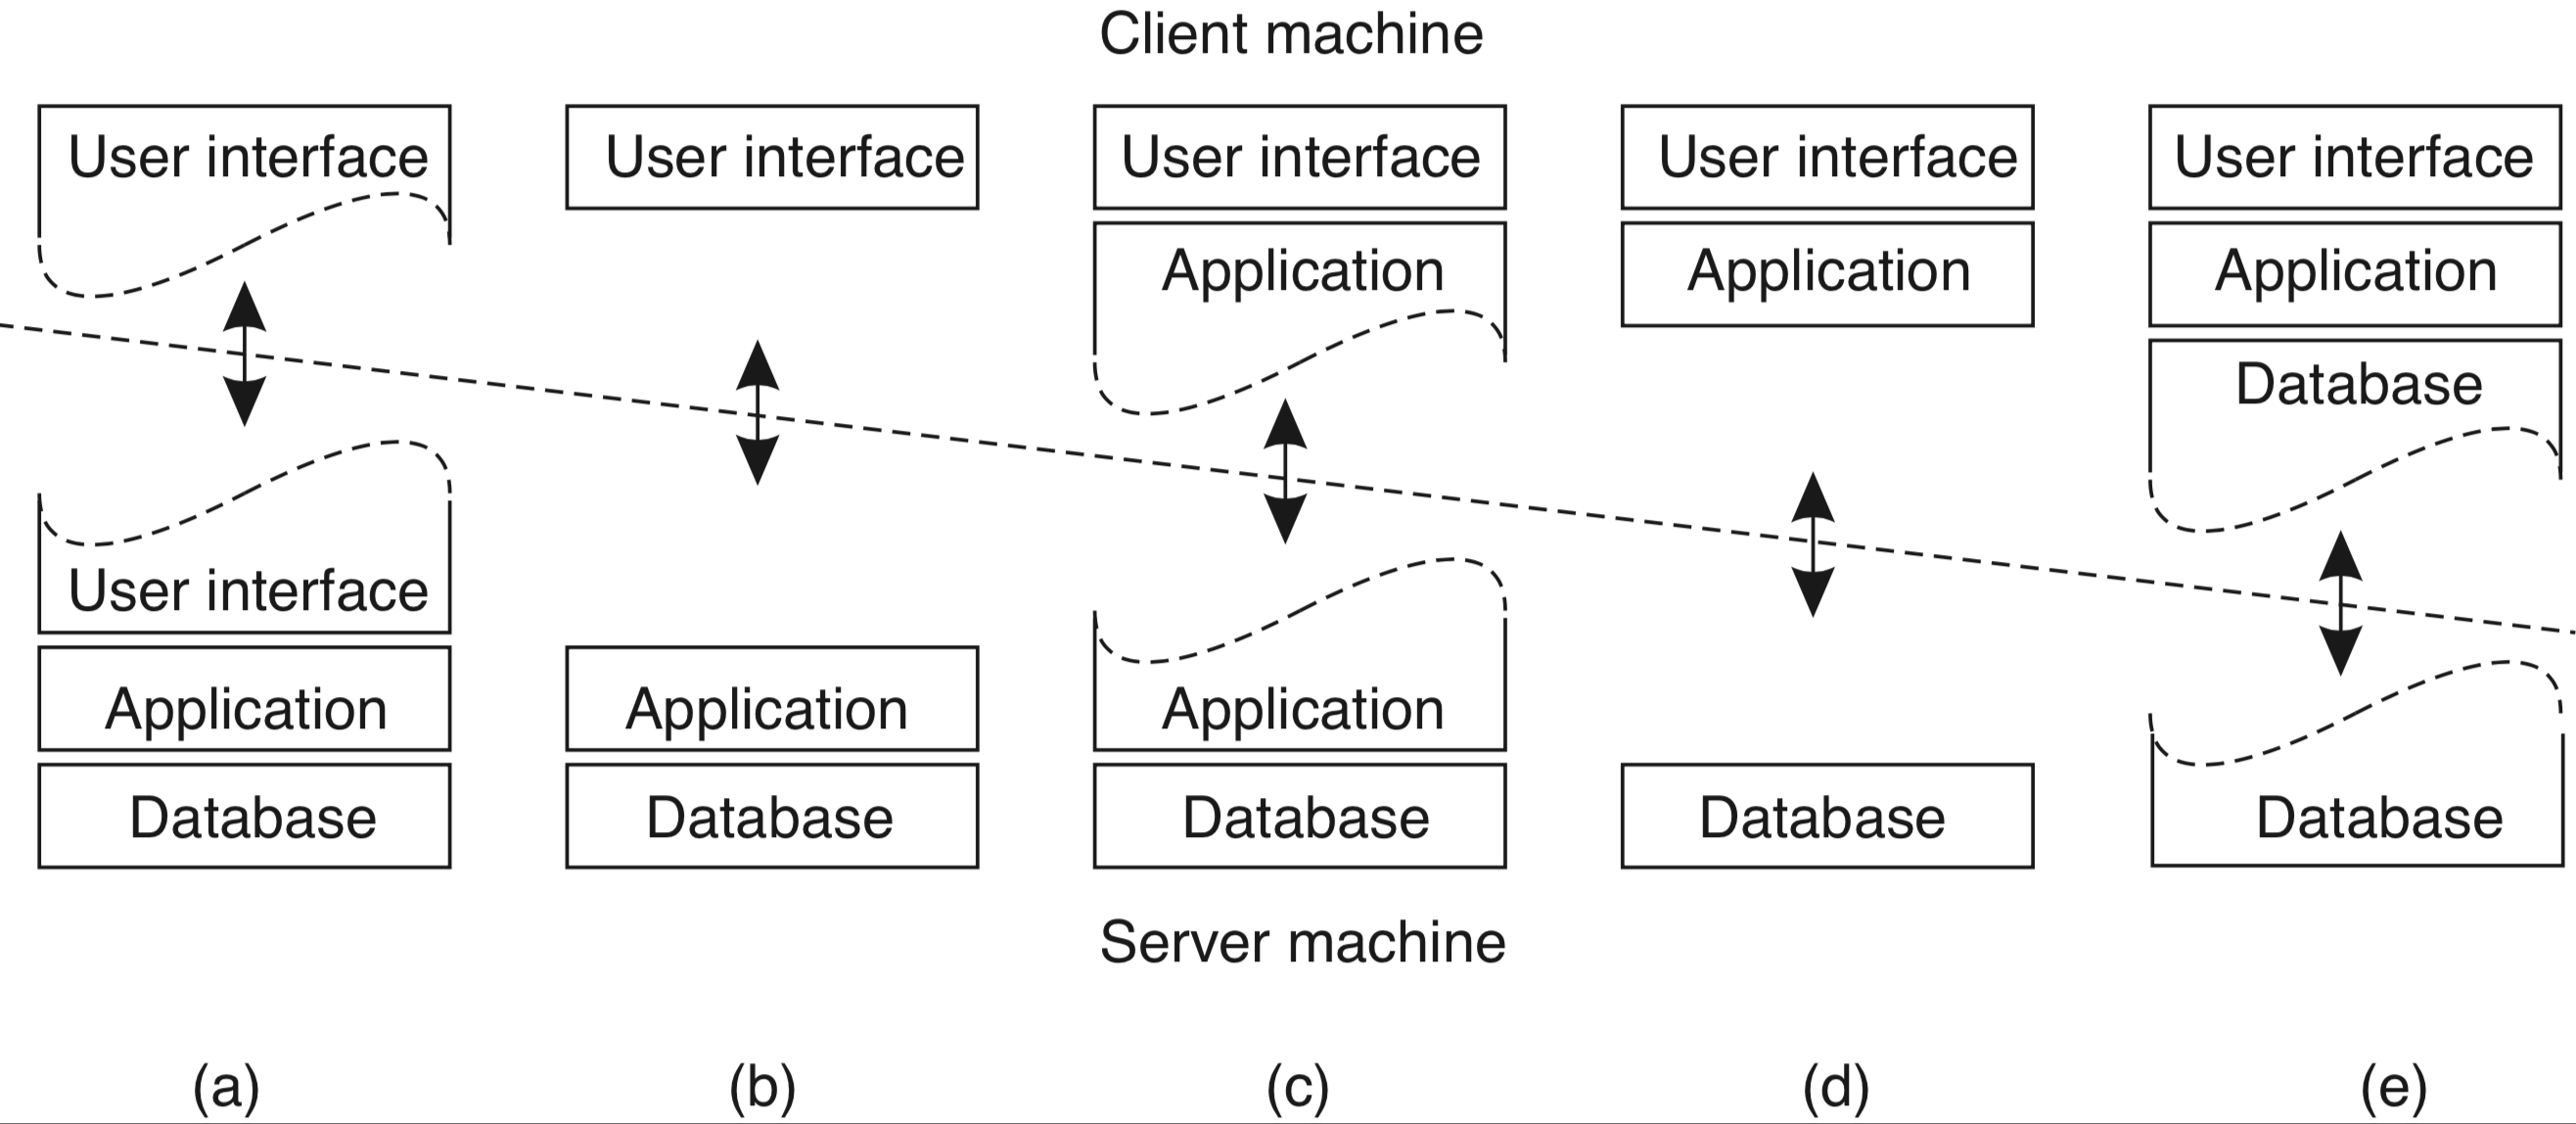 Client machine
User interface
User interface
User interface
User interface
User interface
Application
Application
Application
Database
User interface
Application
Application
Application
Database
Database
Database
Database
Database
Server machine
(a)
(b)
(c)
(d)
(e)